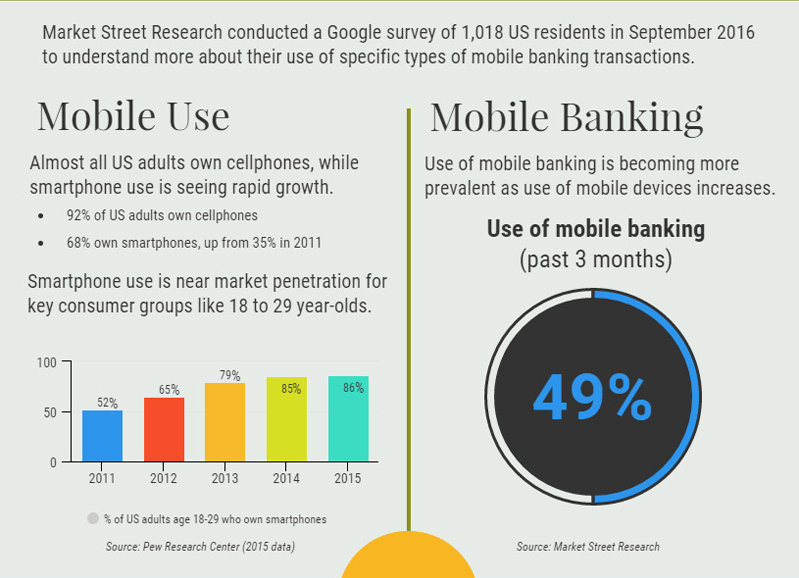 Market Street Research conducted a Google survey of 1,018 US residents in September 2016
to understand more about their use of specific types of mobile banking transactions.
Mobile Use
Almost all US adults own cellphones, while
smartphone use is seeing rapid growth.
• 92% of US adults own cellphones
• 68% own smartphones, up from 35% in 2011
Smartphone use is near market penetration for
key consumer groups like 18 to 29 year-olds.
100
50
0
52%
65%
79%
85%
86%
2011
2012
2013
2014
2015
% of US adults age 18-29 who own smartphones
Source: Pew Research Center (2015 data)
Mobile Banking
Use of mobile banking is becoming more
prevalent as use of mobile devices increases.
Use of mobile banking
(past 3 months)
49%
Source: Market Street Research